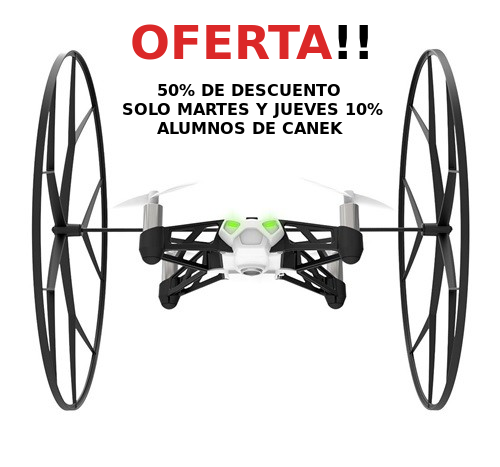 OFERTA!!
50% DE DESCUENTO
SOLO MARTES Y JUEVES 10%
ALUMNOS DE CANEK